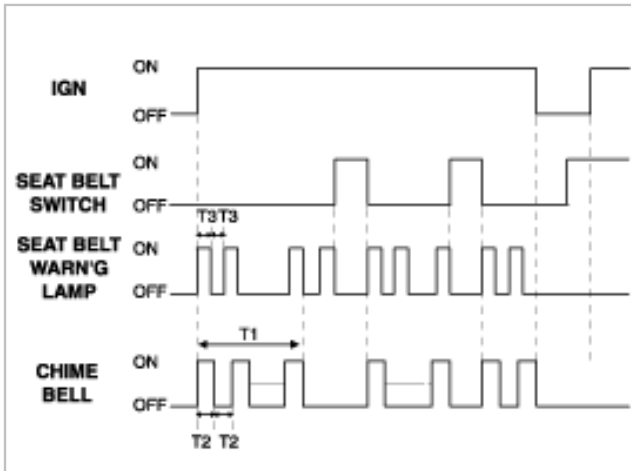 IGN
ON
OFF
SEAT BELT
SWITCH
ON
OFF
T3 T3
SEAT BELT
WARN'G
LAMP
ON
OFF
T1
CHIME
BELL
ON
OFF
T2 T2